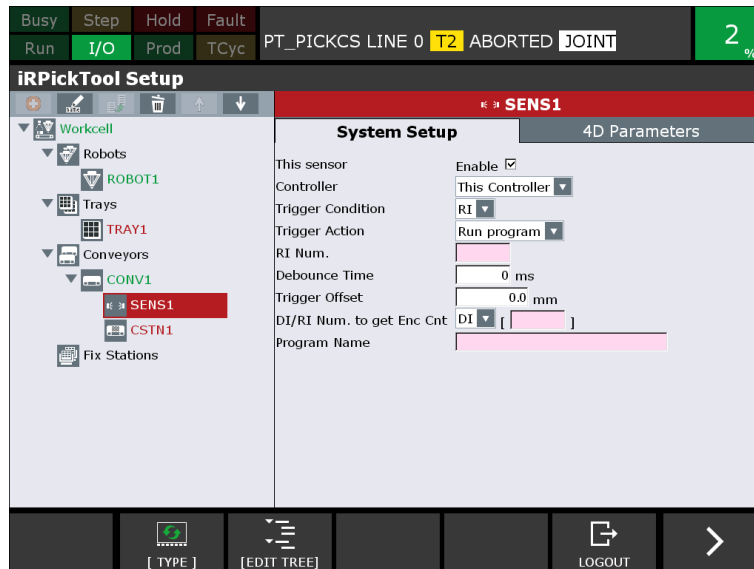 Busy Step Hold Fault
Run I/O Prod TCyc
PT_PICKCS LINE 0 T2 ABORTED JOINT
2 %
iRPickTool Setup
SENS1
Workcell
Robots
ROBOT1
Trays
TRAY1
Conveyors
CONV1
SENS1
CSTN1
Fix Stations
System Setup 4D Parameters
This sensor Enable
Controller This Controller
Trigger Condition RI
Trigger Action Run program
RI Num.
Debounce Time 0 ms
Trigger Offset 0.0 mm
DI/RI Num. to get Enc Cnt DI [ ]
Program Name
[ TYPE ] [EDIT TREE] LOGOUT